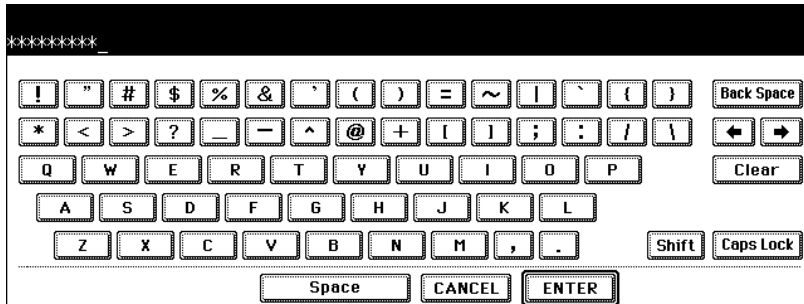 *********_
! " # $ % & ' ( ) = ~ | ` { } Back Space
* < > ? _ - ^ @ + [ ] ; : / \ ← →
Q W E R T Y U I O P Clear
A S D F G H J K L
Z X C V B N M , . Shift Caps Lock
Space CANCEL ENTER